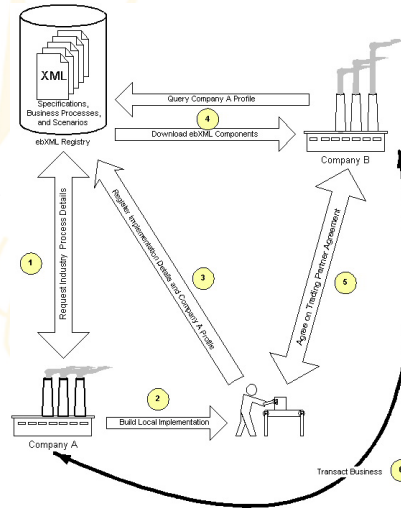 XML
Specifications,
Business Processes,
and Scenarios
ebXML Registry
Query Company A Profile
4
Download ebXML Components
Company B
1
Request Industry Process Details
Register Implementation Details and Company A Profile
3
Agree on Trading Partner Agreement
5
2
Build Local Implementation
Company A
Transact Business
6